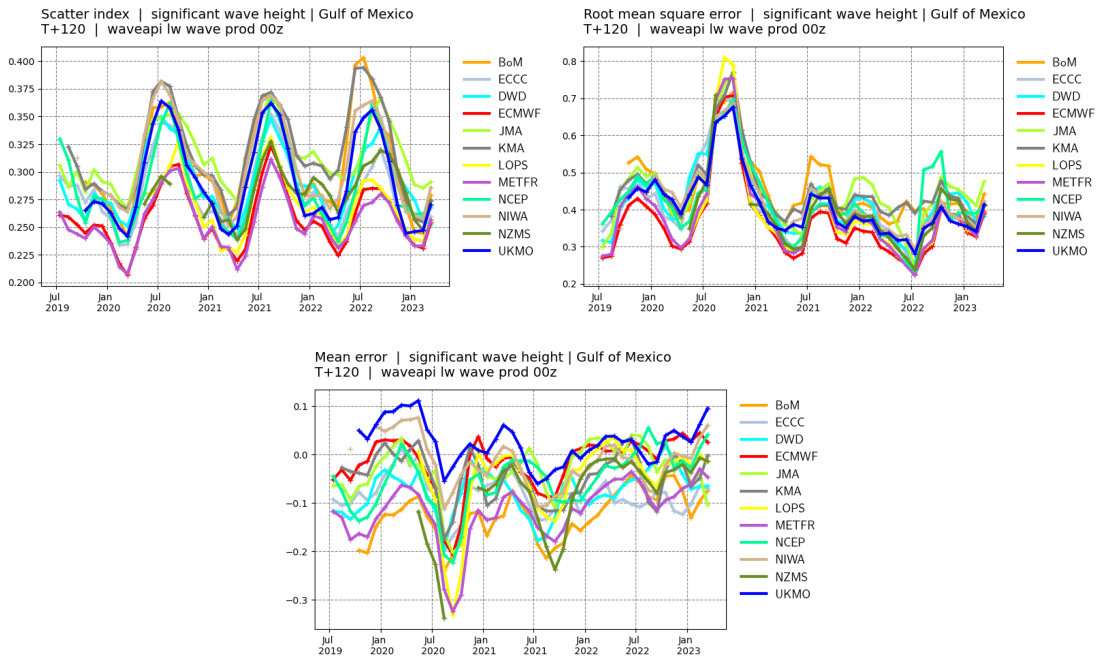 Scatter index | significant wave height | Gulf of Mexico
T+120 | waveapi lw wave prod 00z
0.400
0.375
0.350
0.325
0.300
0.275
0.250
0.225
0.200
Jul 2019
Jan 2020
Jul 2020
Jan 2021
Jul 2021
Jan 2022
Jul 2022
Jan 2023
BoM
ECCC
DWD
ECMWF
JMA
KMA
LOPS
METFR
NCEP
NIWA
NZMS
UKMO
Root mean square error | significant wave height | Gulf of Mexico
T+120 | waveapi lw wave prod 00z
0.8
0.7
0.6
0.5
0.4
0.3
0.2
Jul 2019
Jan 2020
Jul 2020
Jan 2021
Jul 2021
Jan 2022
Jul 2022
Jan 2023
BoM
ECCC
DWD
ECMWF
JMA
KMA
LOPS
METFR
NCEP
NIWA
NZMS
UKMO
Mean error | significant wave height | Gulf of Mexico
T+120 | waveapi lw wave prod 00z
0.1
0.0
−0.1
−0.2
−0.3
Jul 2019
Jan 2020
Jul 2020
Jan 2021
Jul 2021
Jan 2022
Jul 2022
Jan 2023
BoM
ECCC
DWD
ECMWF
JMA
KMA
LOPS
METFR
NCEP
NIWA
NZMS
UKMO